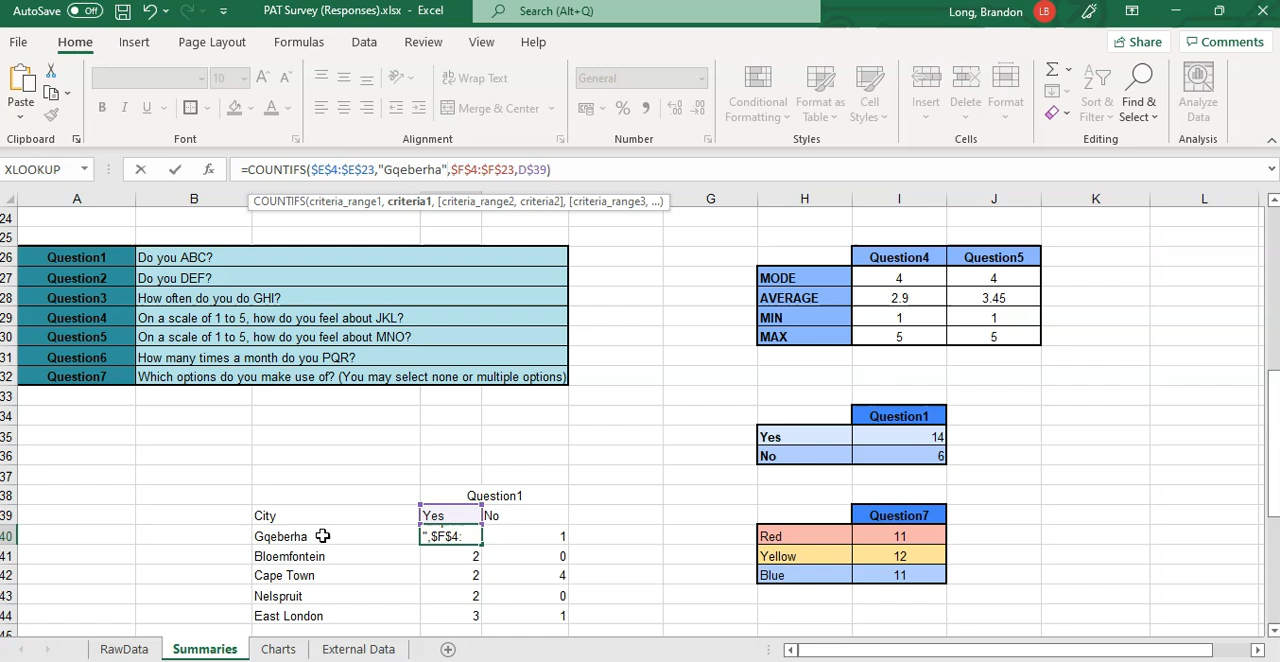 AutoSave Off PAT Survey (Responses).xlsx - Excel Search (Alt+Q) Long, Brandon LB
File Home Insert Page Layout Formulas Data Review View Help Share Comments
Paste 10 A A B I U A Wrap Text Merge & Center General % Conditional Formatting Format as Table Cell Styles Insert Delete Format Sort & Filter Find & Select Analyze Data
Clipboard Font Alignment Number Styles Cells Editing Analysis
XLOOKUP fx =COUNTIFS($E$4:$E$23,"Gqeberha",$F$4:$F$23,D$39)
COUNTIFS(criteria_range1, criteria1, [criteria_range2, criteria2], [criteria_range3, ...)
A B G H I J K L
24
25
26 Question1 Do you ABC? Question4 Question5
27 Question2 Do you DEF? MODE 4 4
28 Question3 How often do you do GHI? AVERAGE 2.9 3.45
29 Question4 On a scale of 1 to 5, how do you feel about JKL? MIN 1 1
30 Question5 On a scale of 1 to 5, how do you feel about MNO? MAX 5 5
31 Question6 How many times a month do you PQR?
32 Question7 Which options do you make use of? (You may select none or multiple options)
33
34 Question1
35 Yes 14
36 No 6
37
38 Question1
39 City Yes No Question7
40 Gqeberha ",$F$4: 1 Red 11
41 Bloemfontein 2 0 Yellow 12
42 Cape Town 2 4 Blue 11
43 Nelspruit 2 0
44 East London 3 1
45
RawData Summaries Charts External Data